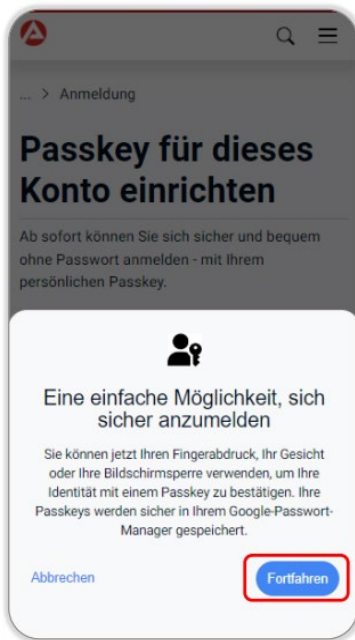 ... > Anmeldung
Passkey für dieses
Konto einrichten
Ab sofort können Sie sich sicher und bequem
ohne Passwort anmelden - mit Ihrem
persönlichen Passkey.
Eine einfache Möglichkeit, sich
sicher anzumelden
Sie können jetzt Ihren Fingerabdruck, Ihr Gesicht
oder Ihre Bildschirmsperre verwenden, um Ihre
Identität mit einem Passkey zu bestätigen. Ihre
Passkeys werden sicher in Ihrem Google-Passwort-
Manager gespeichert.
Abbrechen
Fortfahren